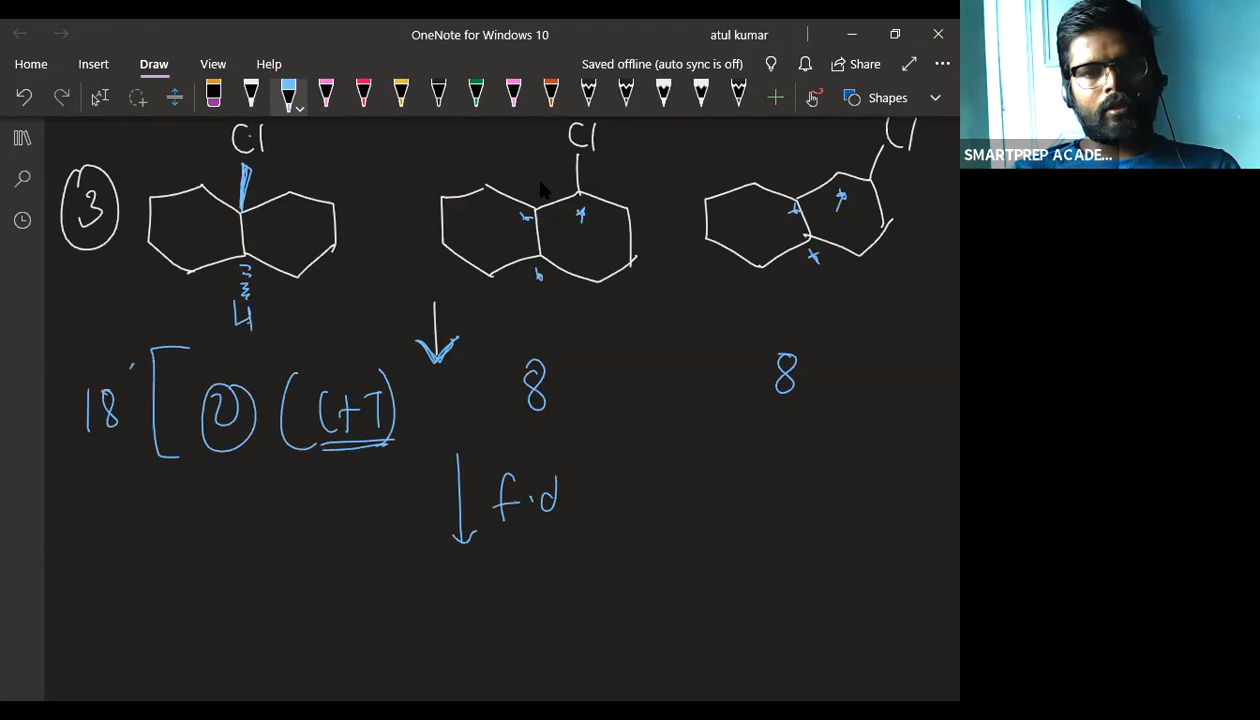 OneNote for Windows 10
atul kumar
Home Insert Draw View Help
Saved offline (auto sync is off)
Share
Shapes
SMARTPREP ACADE...
Cl Cl Cl
3
H
18 [ 2 (C+T) 8 8
f.d